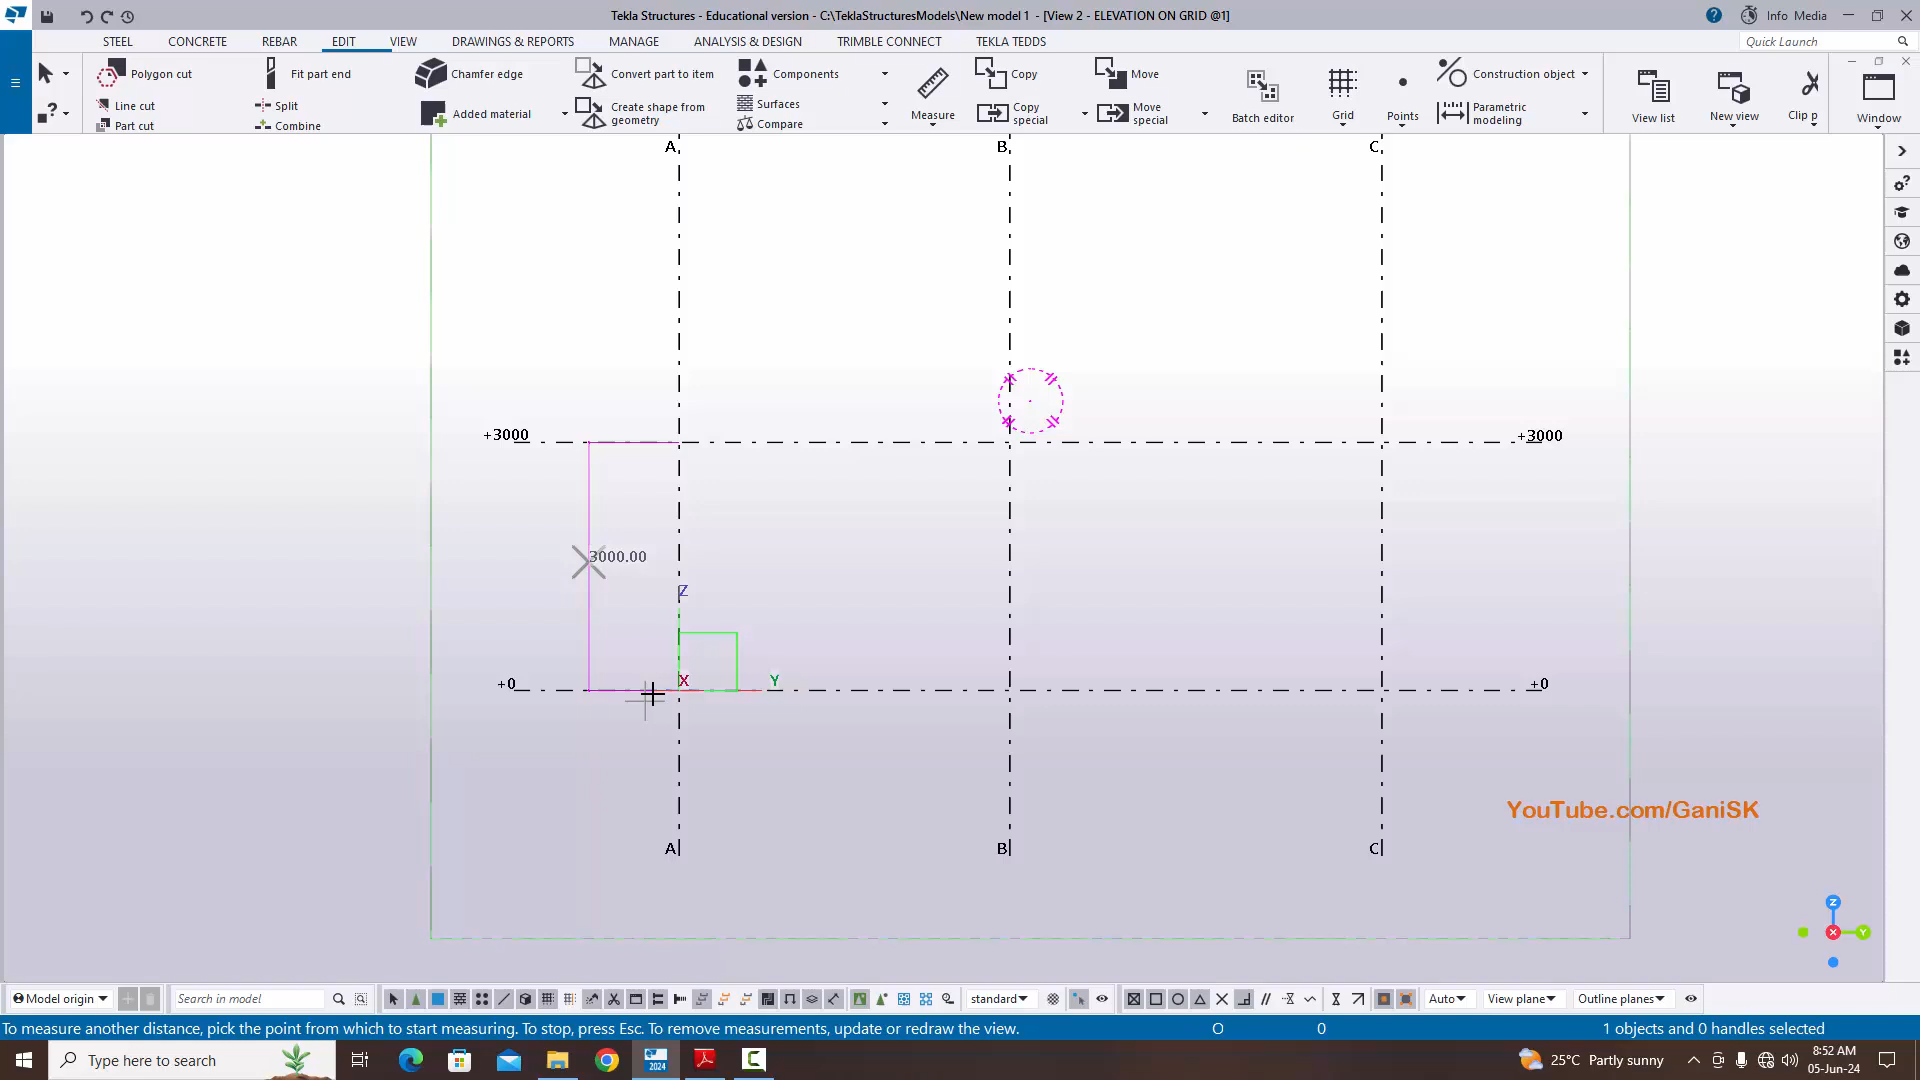 Tekla Structures - Educational version - C:\TeklaStructuresModels\New model 1 - [View 2 - ELEVATION ON GRID @1]
Info Media
STEEL CONCRETE REBAR EDIT VIEW DRAWINGS & REPORTS MANAGE ANALYSIS & DESIGN TRIMBLE CONNECT TEKLA TEDDS
Quick Launch
Polygon cut
Line cut
Part cut
Fit part end
Split
Combine
Chamfer edge
Added material
Convert part to item
Create shape from
geometry
Components
Surfaces
Compare
Measure
Copy
Copy
special
Move
Move
special
Batch editor
Grid
Points
Construction object
Parametric
modeling
View list
New view
Clip p
Window
A B C
+3000 +3000
3000.00
Z
X Y
+0 +0
YouTube.com/GaniSK
A B C
Z
X Y
Model origin
Search in model
standard
Auto
View plane
Outline planes
To measure another distance, pick the point from which to start measuring. To stop, press Esc. To remove measurements, update or redraw the view.
O 0
1 objects and 0 handles selected
Type here to search
2024
25°C Partly sunny
8:52 AM
05-Jun-24